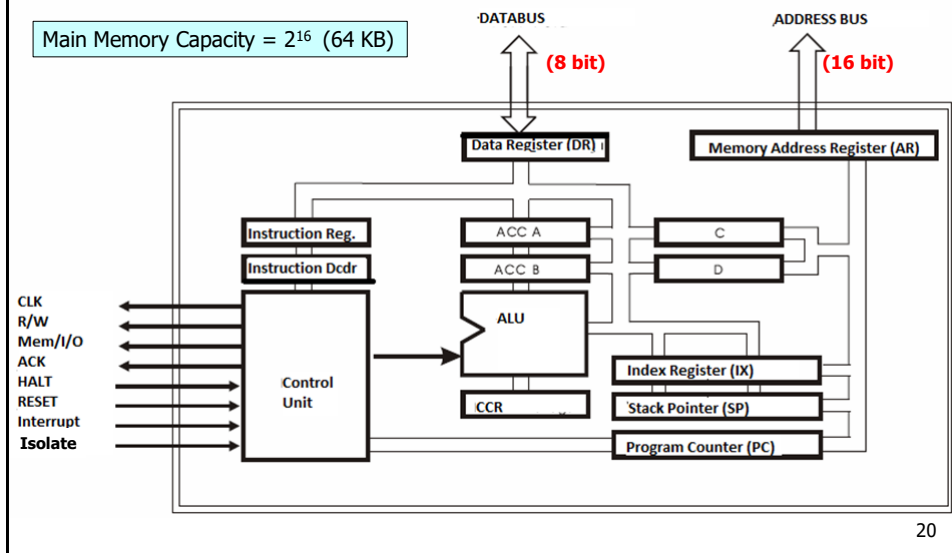 DATABUS
ADDRESS BUS
Main Memory Capacity = 2¹⁶ (64 KB)
(8 bit)
(16 bit)
Data Register (DR)
Memory Address Register (AR)
Instruction Reg.
ACC A
C
Instruction Dcdr
ACC B
D
CLK
R/W
Mem/I/O
ACK
HALT
RESET
Interrupt
Isolate
Control
Unit
ALU
CCR
Index Register (IX)
Stack Pointer (SP)
Program Counter (PC)
20